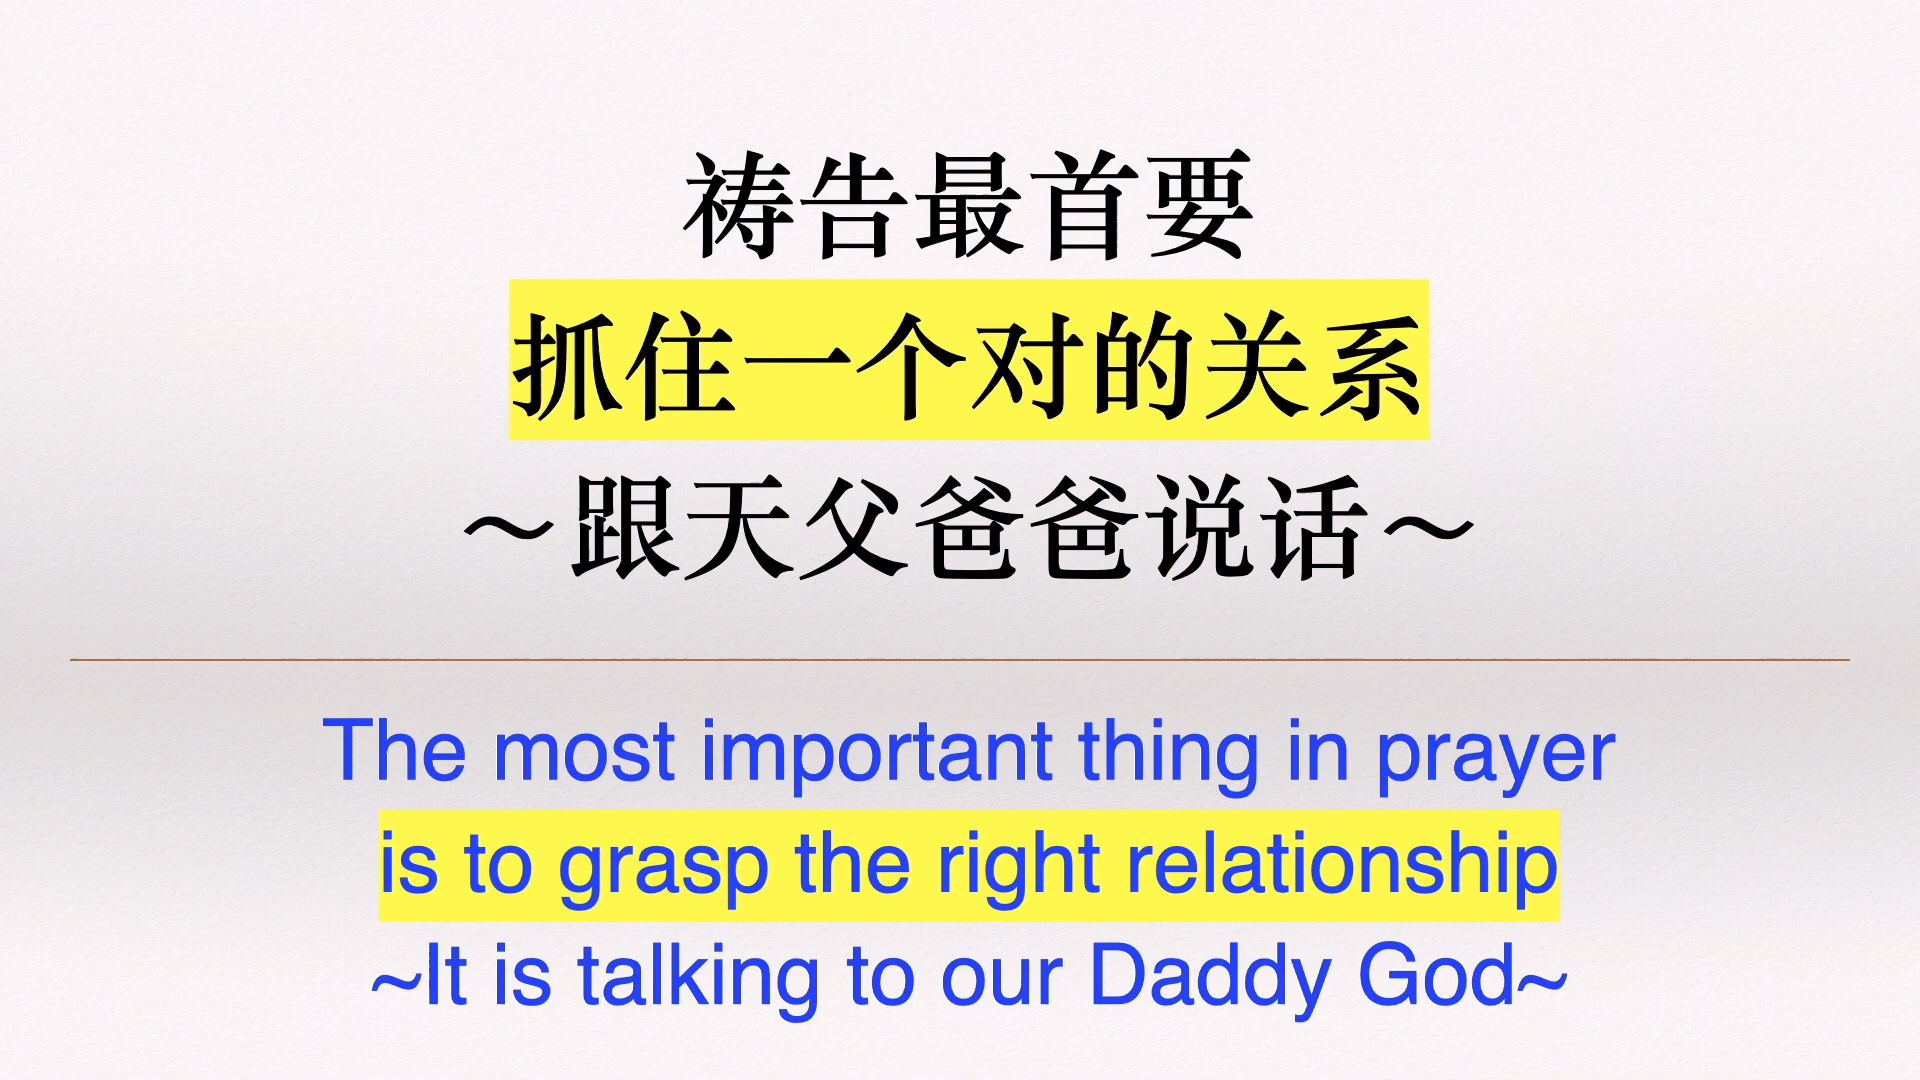 祷告最首要
抓住一个对的关系
～跟天父爸爸说话～
The most important thing in prayer
is to grasp the right relationship
~It is talking to our Daddy God~